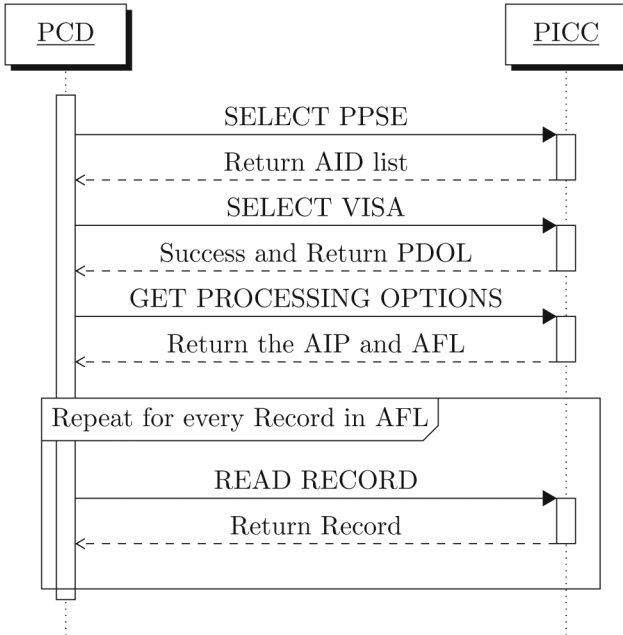 PCD
PICC
SELECT PPSE
Return AID list
SELECT VISA
Success and Return PDOL
GET PROCESSING OPTIONS
Return the AIP and AFL
Repeat for every Record in AFL
READ RECORD
Return Record